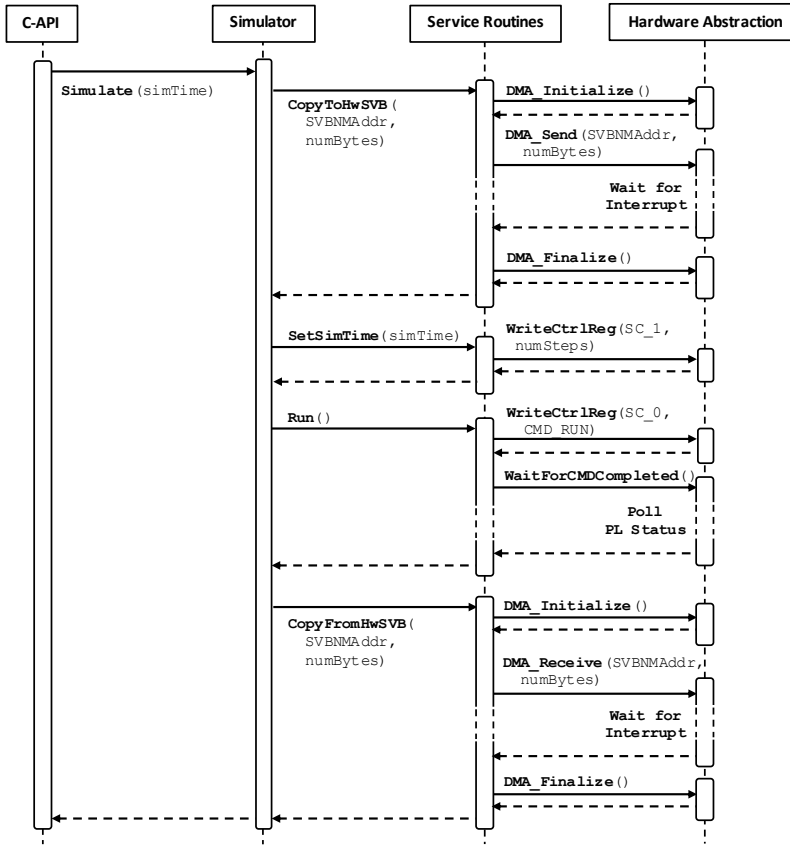 C-API
Simulator
Service Routines
Hardware Abstraction
Simulate(simTime)
CopyToHwSVB(
SVBNMAddr,
numBytes)
DMA_Initialize()
DMA_Send(SVBNMAddr,
numBytes)
Wait for
Interrupt
DMA_Finalize()
SetSimTime(simTime)
WriteCtrlReg(SC_1,
numSteps)
Run()
WriteCtrlReg(SC_0,
CMD_RUN)
WaitForCMDCompleted()
Poll
PL Status
CopyFromHwSVB(
SVBNMAddr,
numBytes)
DMA_Initialize()
DMA_Receive(SVBNMAddr,
numBytes)
Wait for
Interrupt
DMA_Finalize()